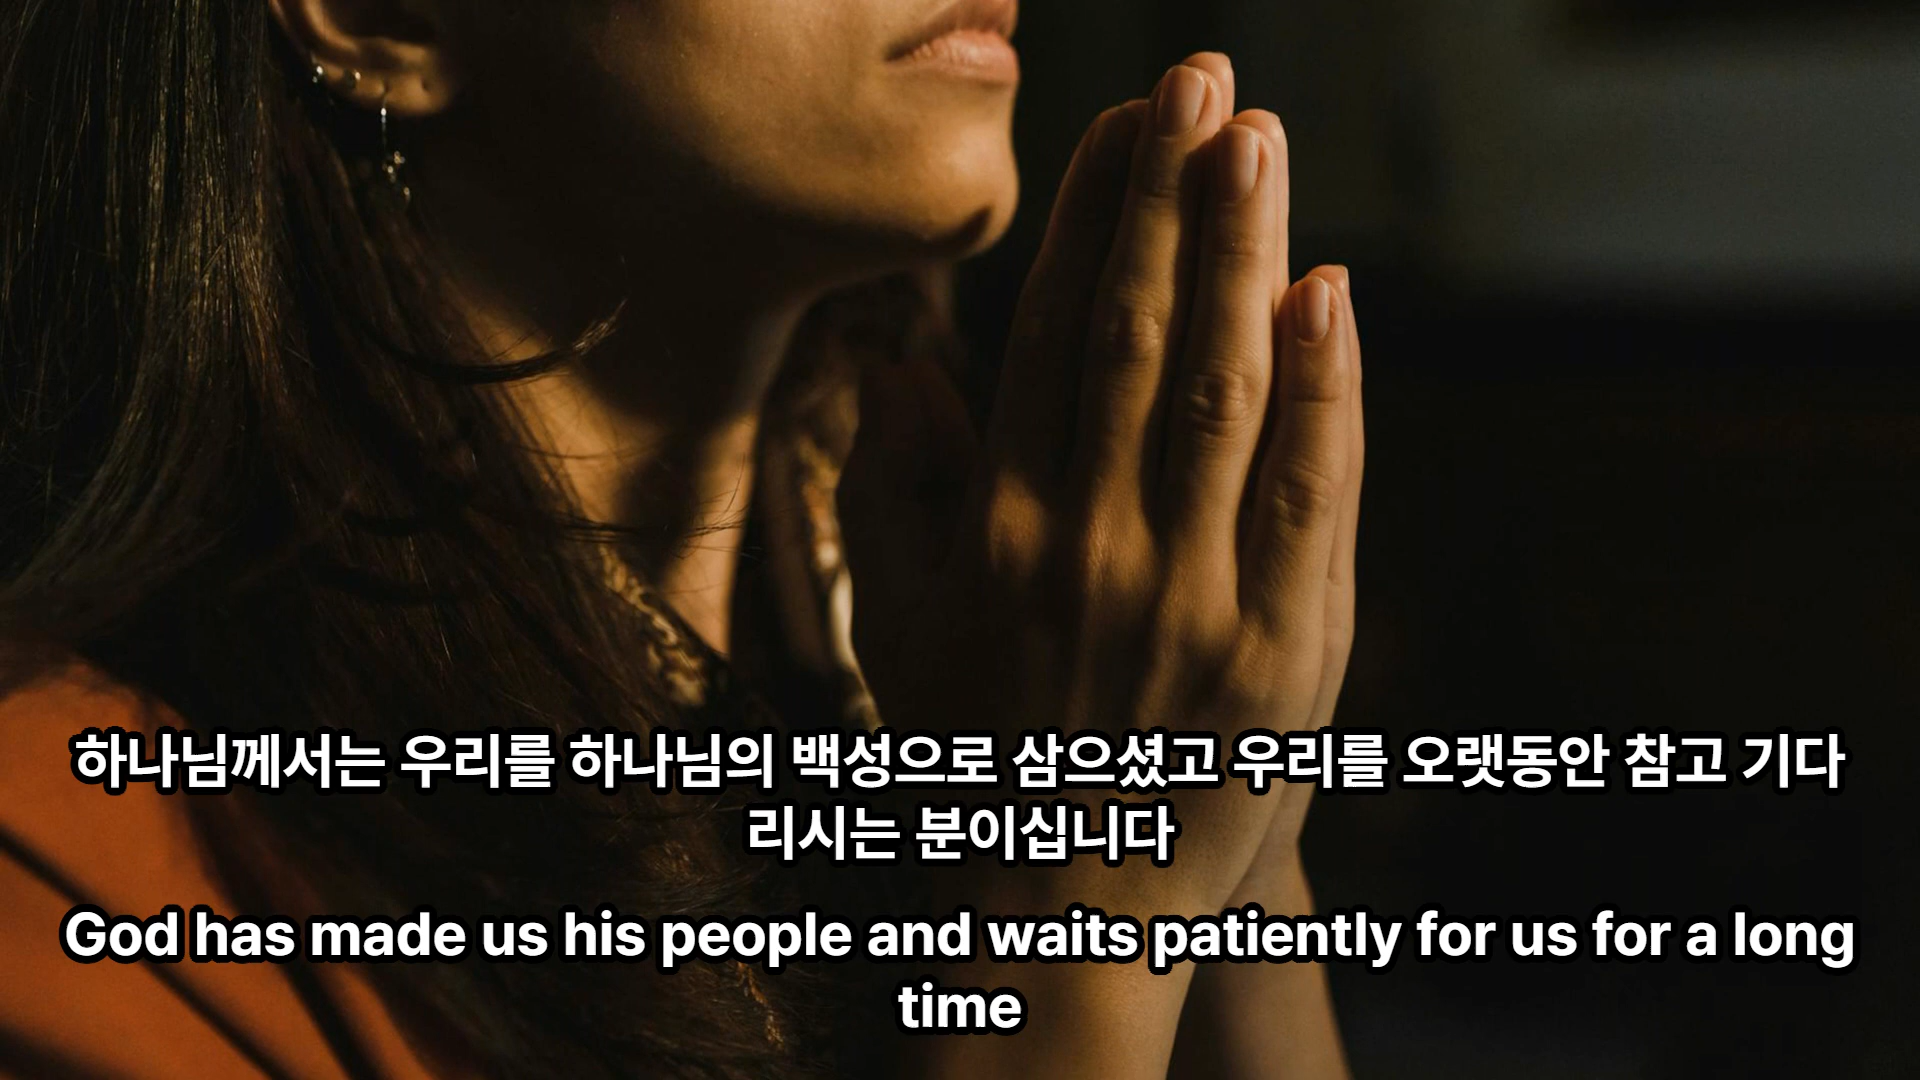 하나님께서는 우리를 하나님의 백성으로 삼으셨고 우리를 오랫동안 참고 기다
리시는 분이십니다
God has made us his people and waits patiently for us for a long
time